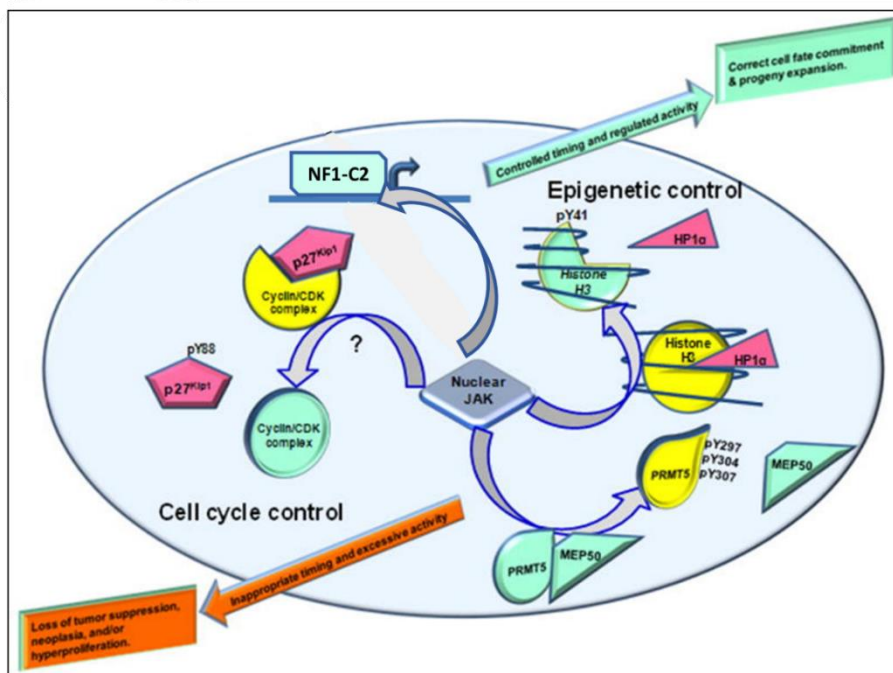 Correct cell fate commitment
& progeny expansion.
Controlled timing and regulated activity
NF1-C2
Epigenetic control
pY41
HP1α
Histone
H3
p27Kip1
Cyclin/CDK
complex
?
pY88
p27Kip1
Cyclin/CDK
complex
Nuclear
JAK
Histone
H3
HP1α
pY297
pY304
pY307
PRMT5
MEP50
Cell cycle control
PRMT5
MEP50
Inappropriate timing and excessive activity
Loss of tumor suppression,
neoplasia, and/or
hyperproliferation.